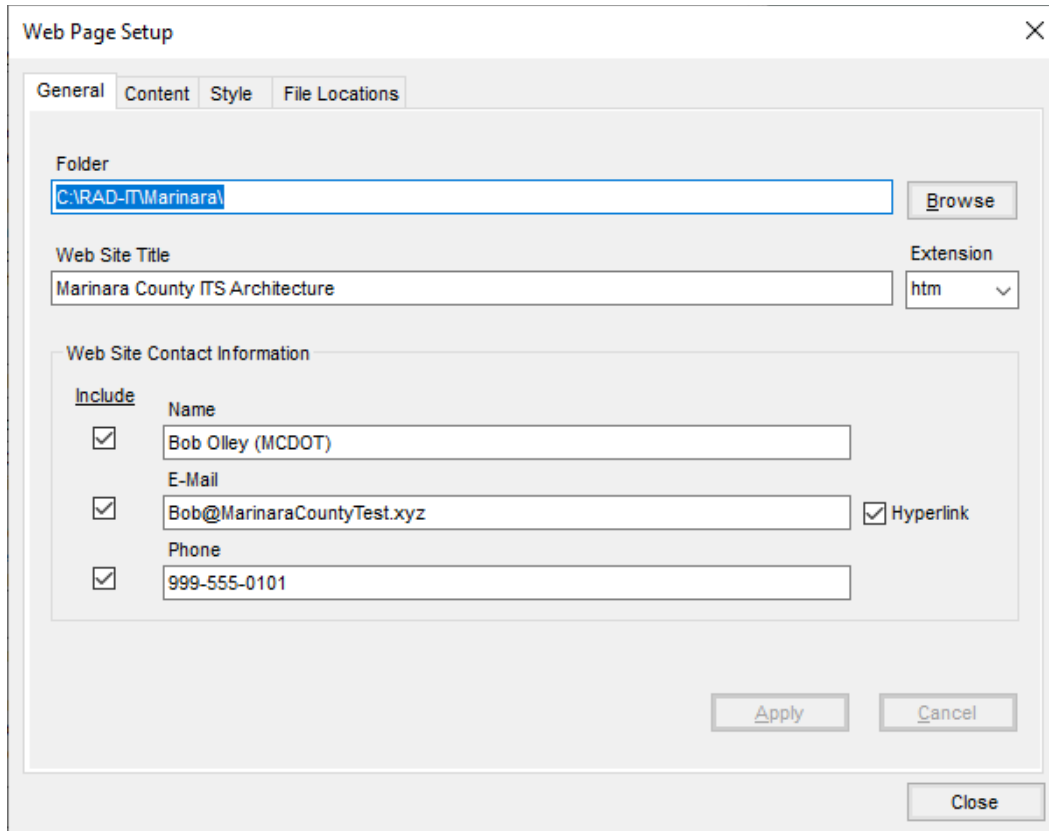 Web Page Setup
General Content Style File Locations
Folder
C:\RAD-IT\Marinara\
Browse
Web Site Title
Extension
Marinara County ITS Architecture
htm
Web Site Contact Information
Include
Name
Bob Olley (MCDOT)
E-Mail
Bob@MarinaraCountyTest.xyz
Hyperlink
Phone
999-555-0101
Apply
Cancel
Close